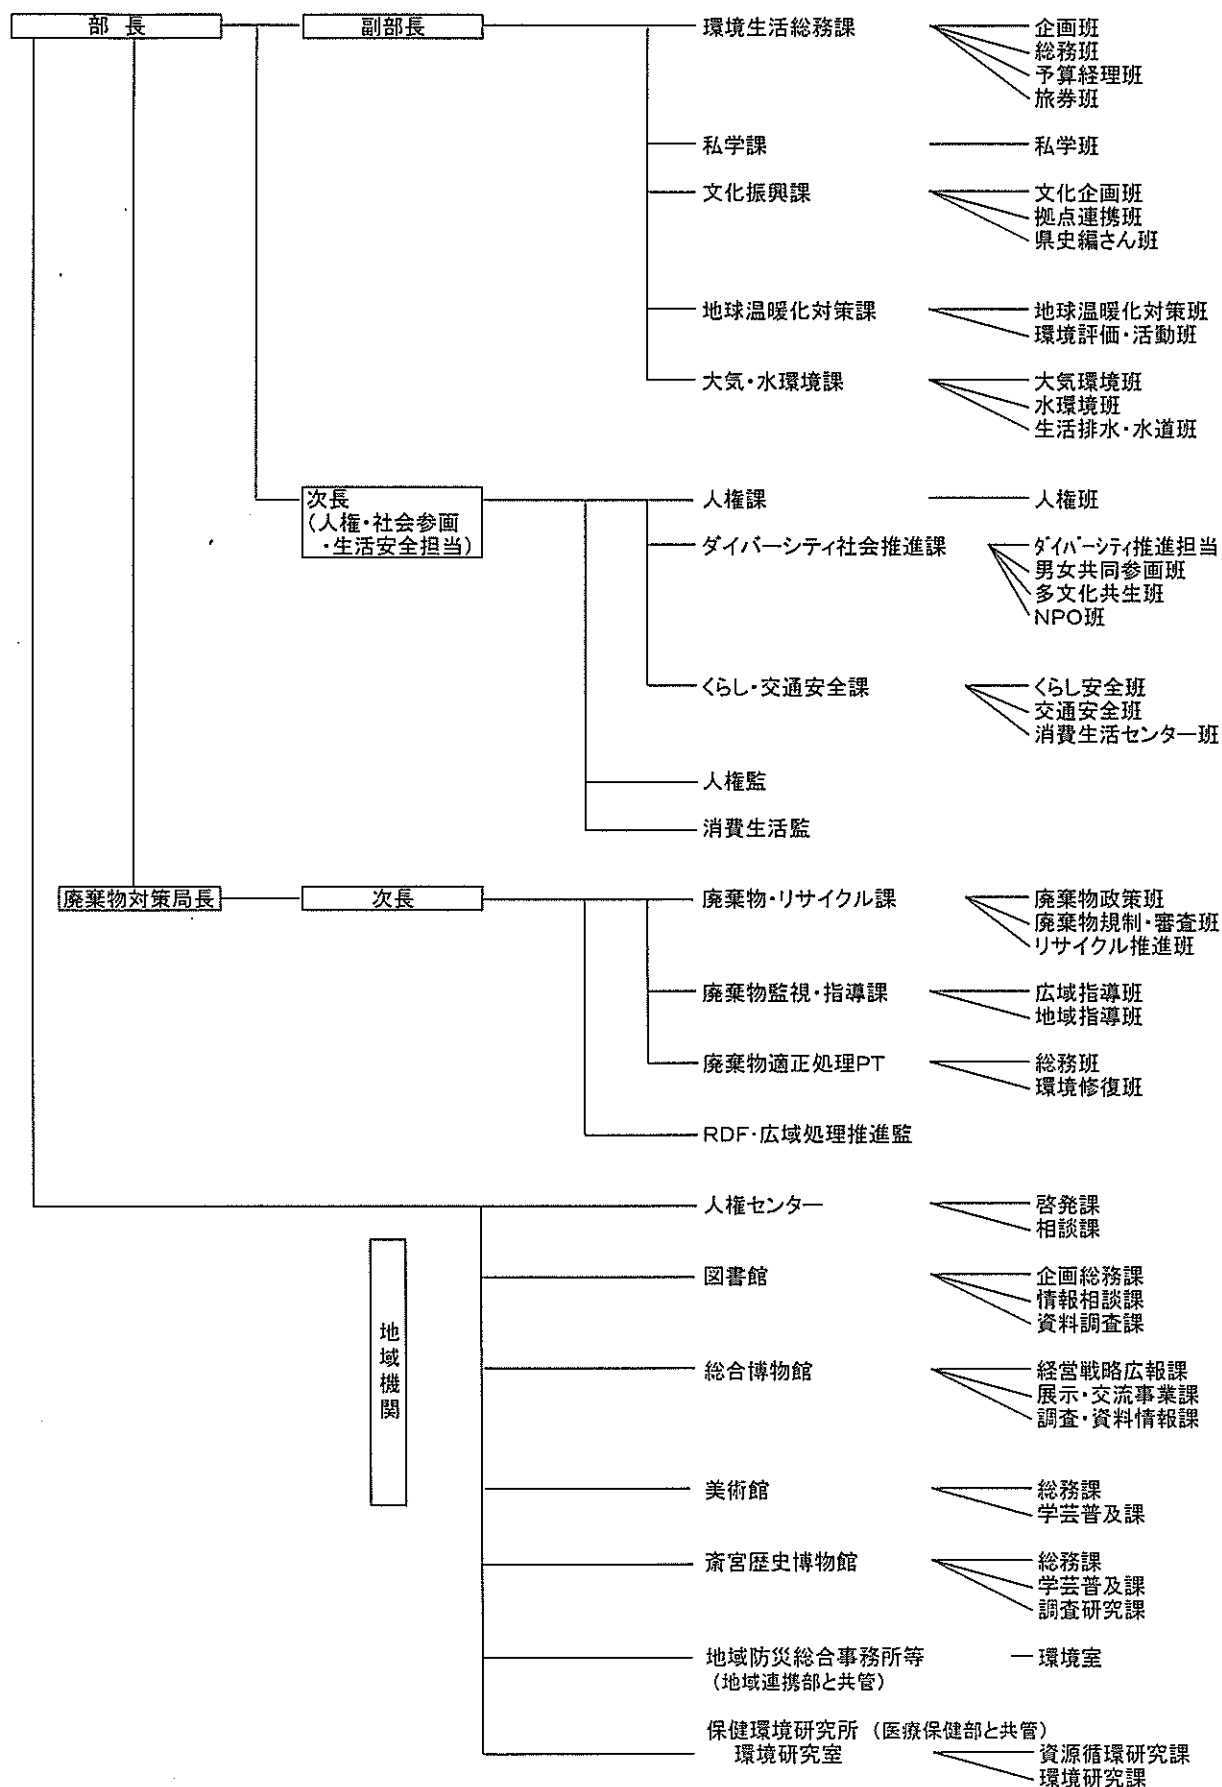 部 長
副部長
環境生活総務課
企画班
総務班
予算経理班
旅券班
私学課
私学班
文化振興課
文化企画班
拠点連携班
県史編さん班
地球温暖化対策課
地球温暖化対策班
環境評価・活動班
大気・水環境課
大気環境班
水環境班
生活排水・水道班
次長
(人権・社会参画
・生活安全担当)
人権課
人権班
ダイバーシティ社会推進課
ダイバーシティ推進担当
男女共同参画班
多文化共生班
NPO班
くらし・交通安全課
くらし安全班
交通安全班
消費生活センター班
人権監
消費生活監
廃棄物対策局長
次長
廃棄物・リサイクル課
廃棄物政策班
廃棄物規制・審査班
リサイクル推進班
廃棄物監視・指導課
広域指導班
地域指導班
廃棄物適正処理PT
総務班
環境修復班
RDF・広域処理推進監
地域機関
人権センター
啓発課
相談課
図書館
企画総務課
情報相談課
資料調査課
総合博物館
経営戦略広報課
展示・交流事業課
調査・資料情報課
美術館
総務課
学芸普及課
斎宮歴史博物館
総務課
学芸普及課
調査研究課
地域防災総合事務所等
(地域連携部と共管)
環境室
保健環境研究所 (医療保健部と共管)
環境研究室
資源循環研究課
環境研究課